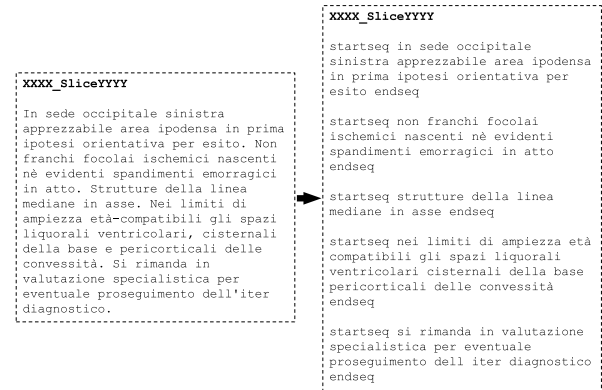 XXXX_SliceYYYY
In sede occipitale sinistra
apprezzabile area ipodensa in prima
ipotesi orientativa per esito. Non
franchi focolai ischemici nascenti
nè evidenti spandimenti emorragici
in atto. Strutture della linea
mediane in asse. Nei limiti di
ampiezza età-compatibili gli spazi
liquorali ventricolari, cisternali
della base e pericorticali delle
convessità. Si rimanda in
valutazione specialistica per
eventuale proseguimento dell'iter
diagnostico.
XXXX_SliceYYYY
startseq in sede occipitale
sinistra apprezzabile area ipodensa
in prima ipotesi orientativa per
esito endseq
startseq non franchi focolai
ischemici nascenti nè evidenti
spandimenti emorragici in atto
endseq
startseq strutture della linea
mediane in asse endseq
startseq nei limiti di ampiezza età
compatibili gli spazi liquorali
ventricolari cisternali della base
pericorticali delle convessità
endseq
startseq si rimanda in valutazione
specialistica per eventuale
proseguimento dell iter diagnostico
endseq